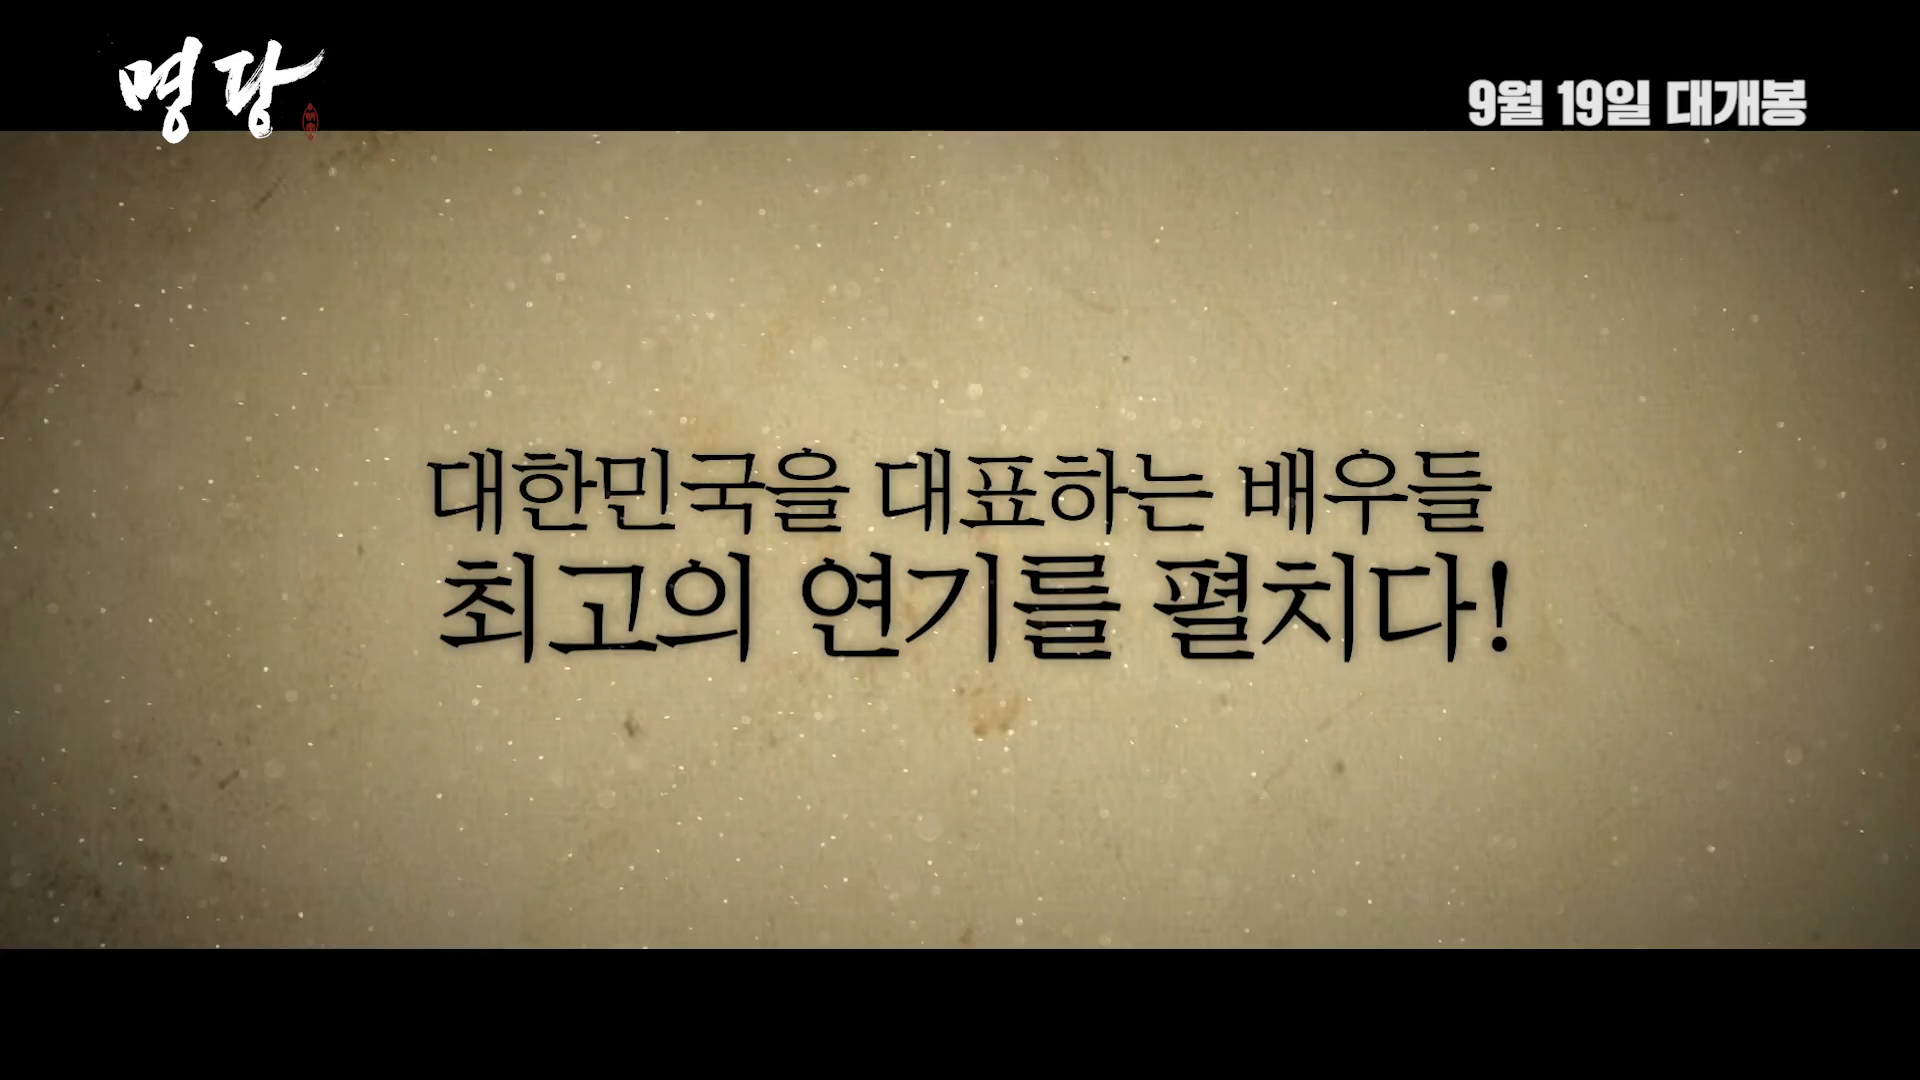 명당
9월 19일 대개봉
대한민국을 대표하는 배우들
최고의 연기를 펼치다!